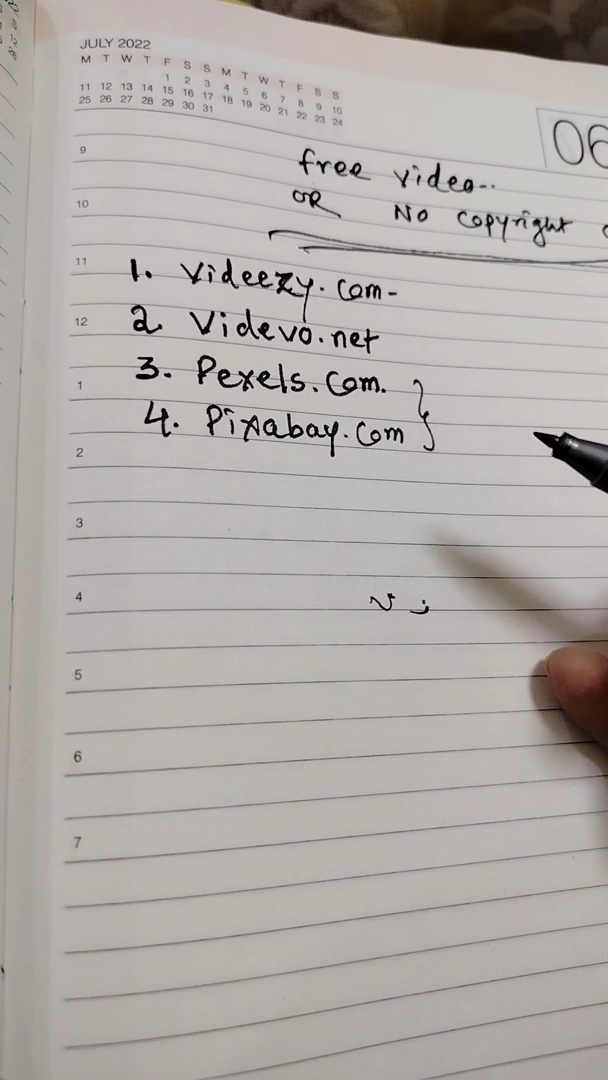 JULY 2022
M T W T F S S M T W T F S S
1 2 3 4 5 6 7 8 9 10
11 12 13 14 15 16 17 18 19 20 21 22 23 24
25 26 27 28 29 30 31
06
free video..
OR No copyright
9
10
11
1. Videezy.com-
12
2. Videvo.net
3. Pexels.com.
1
4. Pixabay.com
2
3
4
5
6
7